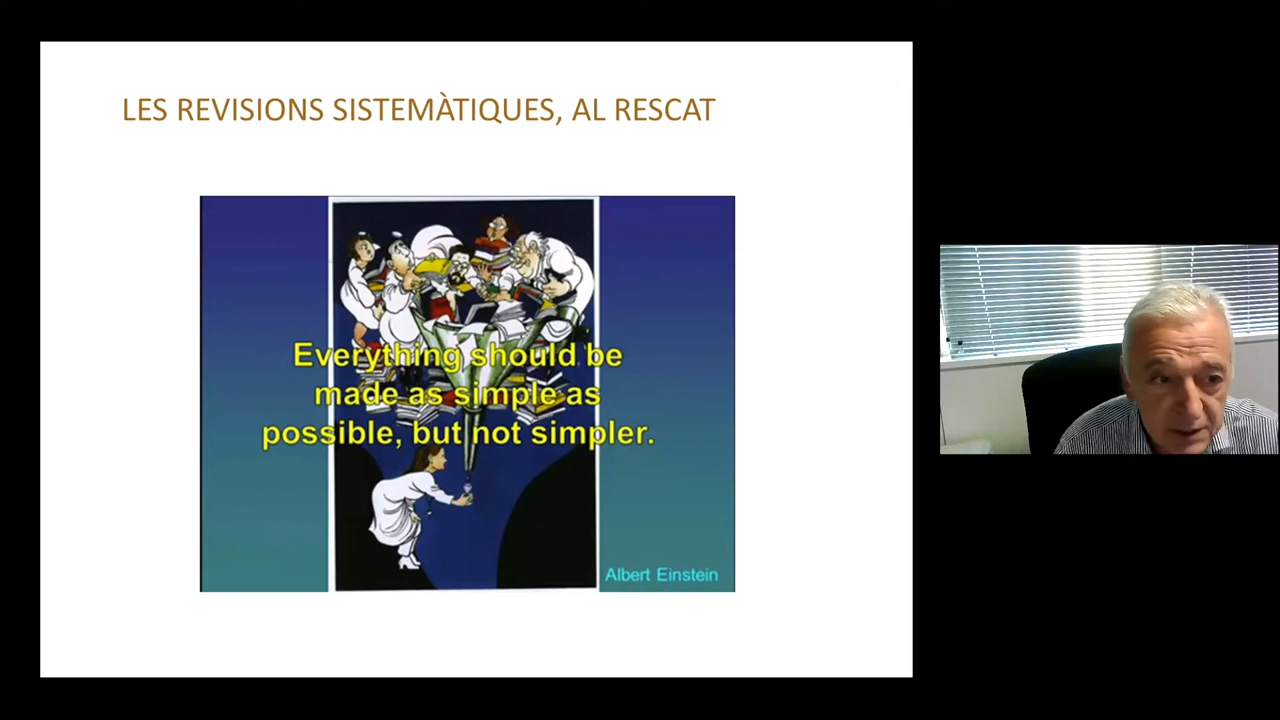 LES REVISIONS SISTEMÀTIQUES, AL RESCAT
Everything should be
made as simple as
possible, but not simpler.
Albert Einstein